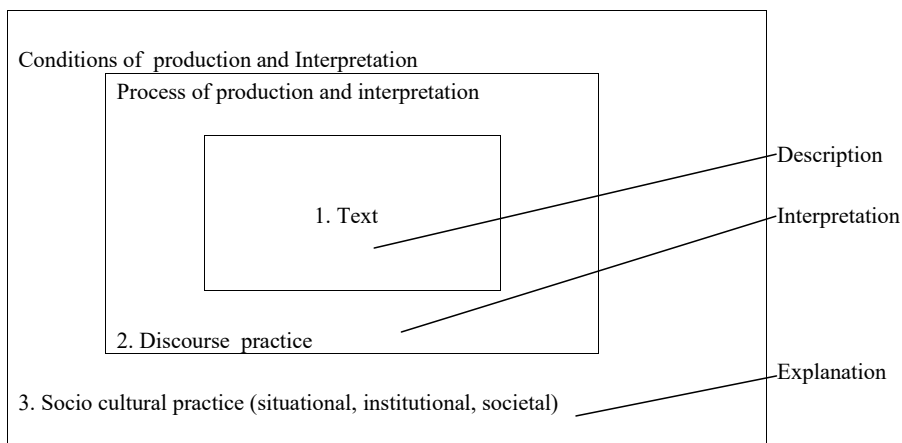 Conditions of production and Interpretation
Process of production and interpretation
Description
1. Text
Interpretation
2. Discourse practice
Explanation
3. Socio cultural practice (situational, institutional, societal)